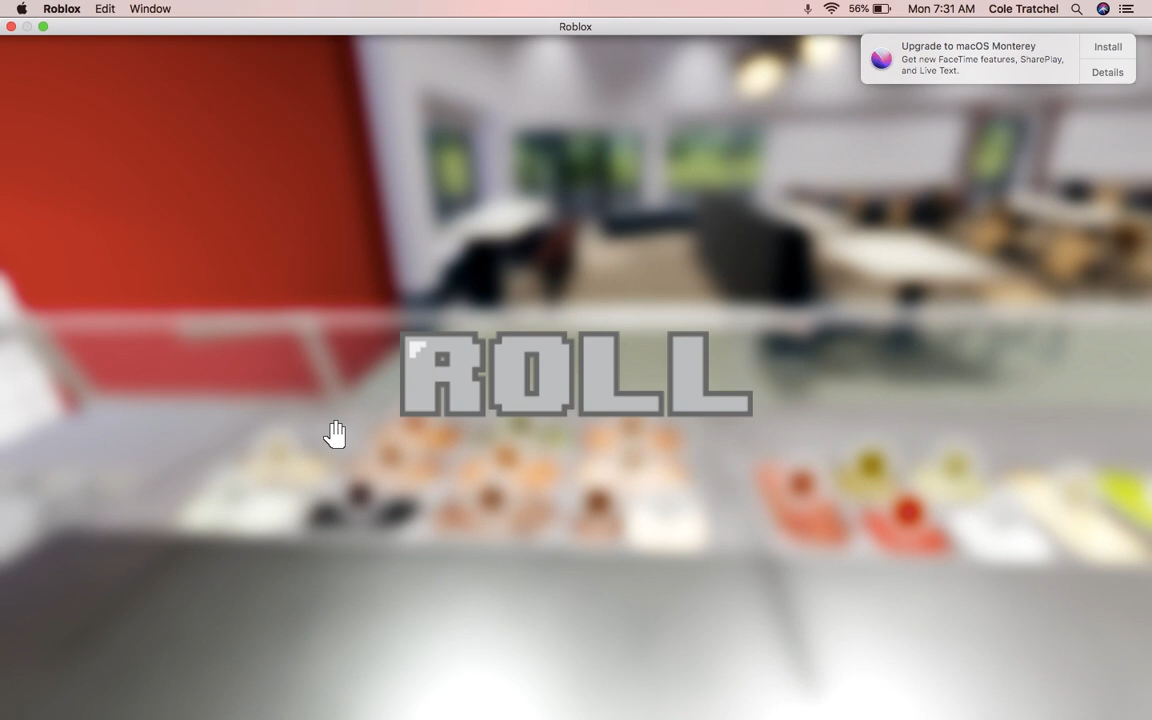 Roblox Edit Window 56% Mon 7:31 AM Cole Tratchel
Roblox
Upgrade to macOS Monterey
Install
Get new FaceTime features, SharePlay,
and Live Text.
Details
ROLL